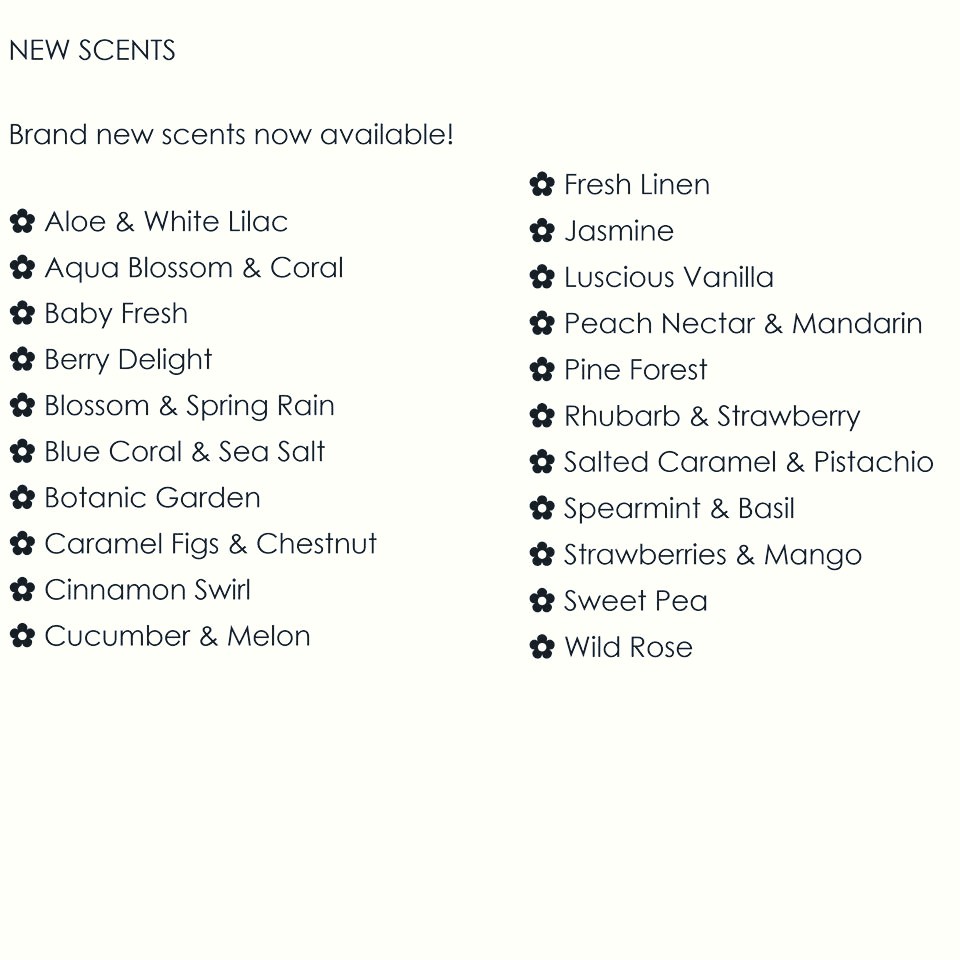 NEW SCENTS
Brand new scents now available!
✿ Aloe & White Lilac
✿ Aqua Blossom & Coral
✿ Baby Fresh
✿ Berry Delight
✿ Blossom & Spring Rain
✿ Blue Coral & Sea Salt
✿ Botanic Garden
✿ Caramel Figs & Chestnut
✿ Cinnamon Swirl
✿ Cucumber & Melon
✿ Fresh Linen
✿ Jasmine
✿ Luscious Vanilla
✿ Peach Nectar & Mandarin
✿ Pine Forest
✿ Rhubarb & Strawberry
✿ Salted Caramel & Pistachio
✿ Spearmint & Basil
✿ Strawberries & Mango
✿ Sweet Pea
✿ Wild Rose